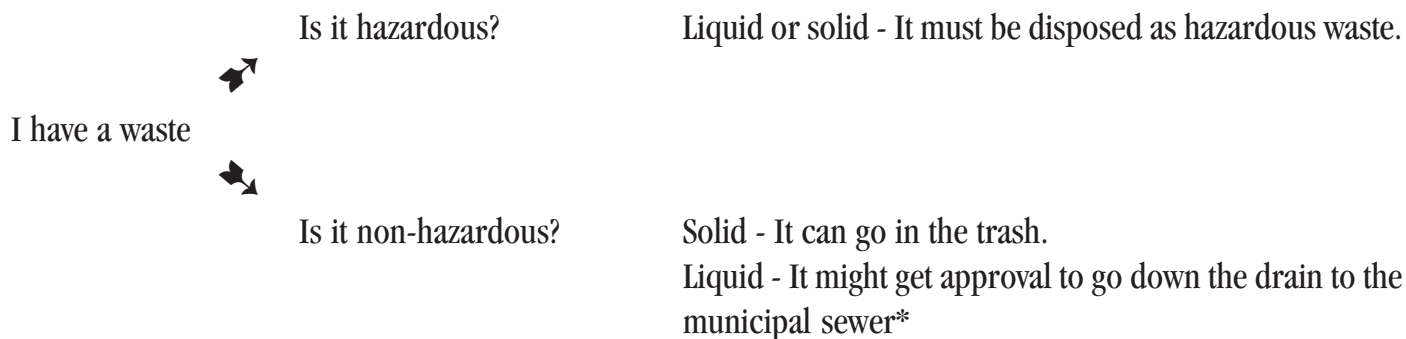 Is it hazardous? Liquid or solid - It must be disposed as hazardous waste.
I have a waste
Is it non-hazardous? Solid - It can go in the trash.
Liquid - It might get approval to go down the drain to the
municipal sewer*